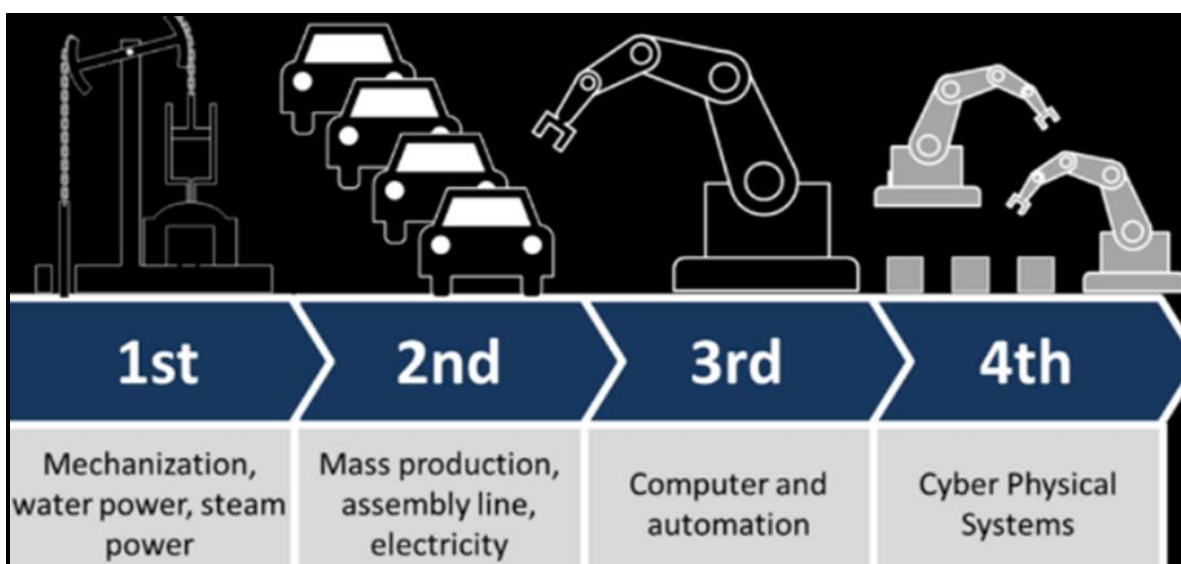 1st
2nd
3rd
4th
Mechanization,
water power, steam
power
Mass production,
assembly line,
electricity
Computer and
automation
Cyber Physical
Systems